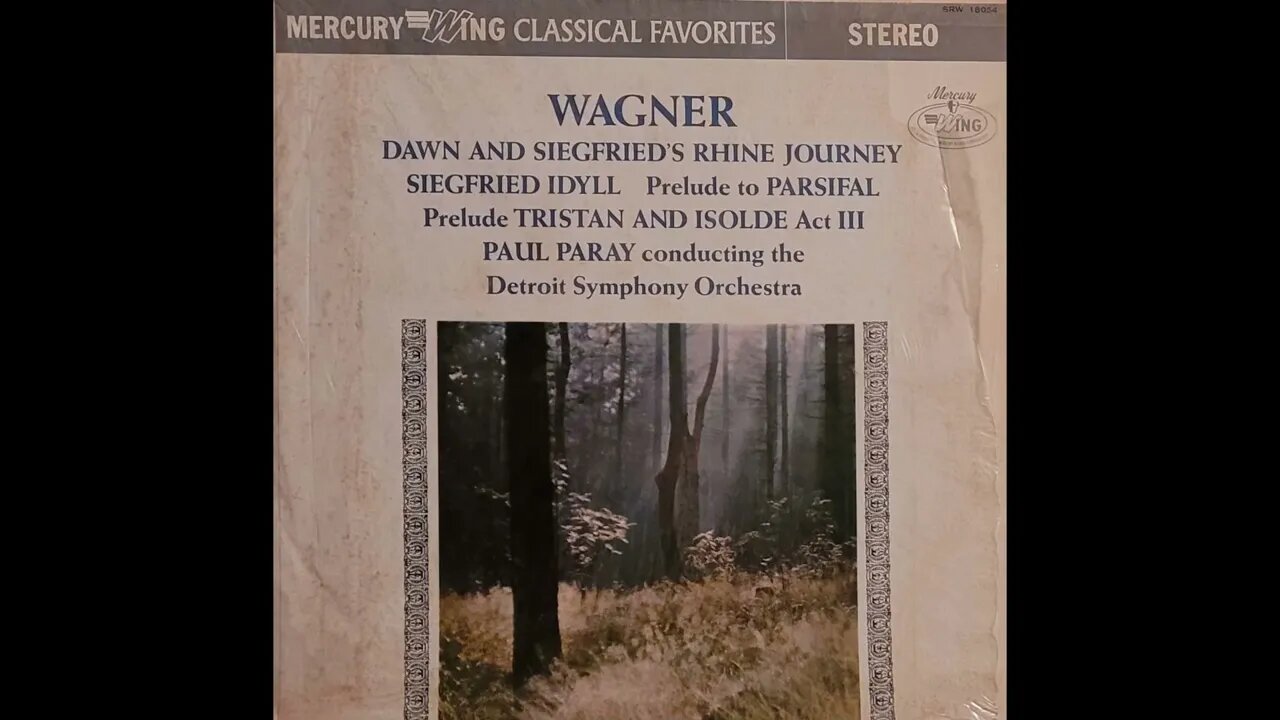 SRW 18054
MERCURY WING CLASSICAL FAVORITES STEREO
Mercury
WING
WAGNER
DAWN AND SIEGFRIED'S RHINE JOURNEY
SIEGFRIED IDYLL Prelude to PARSIFAL
Prelude TRISTAN AND ISOLDE Act III
PAUL PARAY conducting the
Detroit Symphony Orchestra